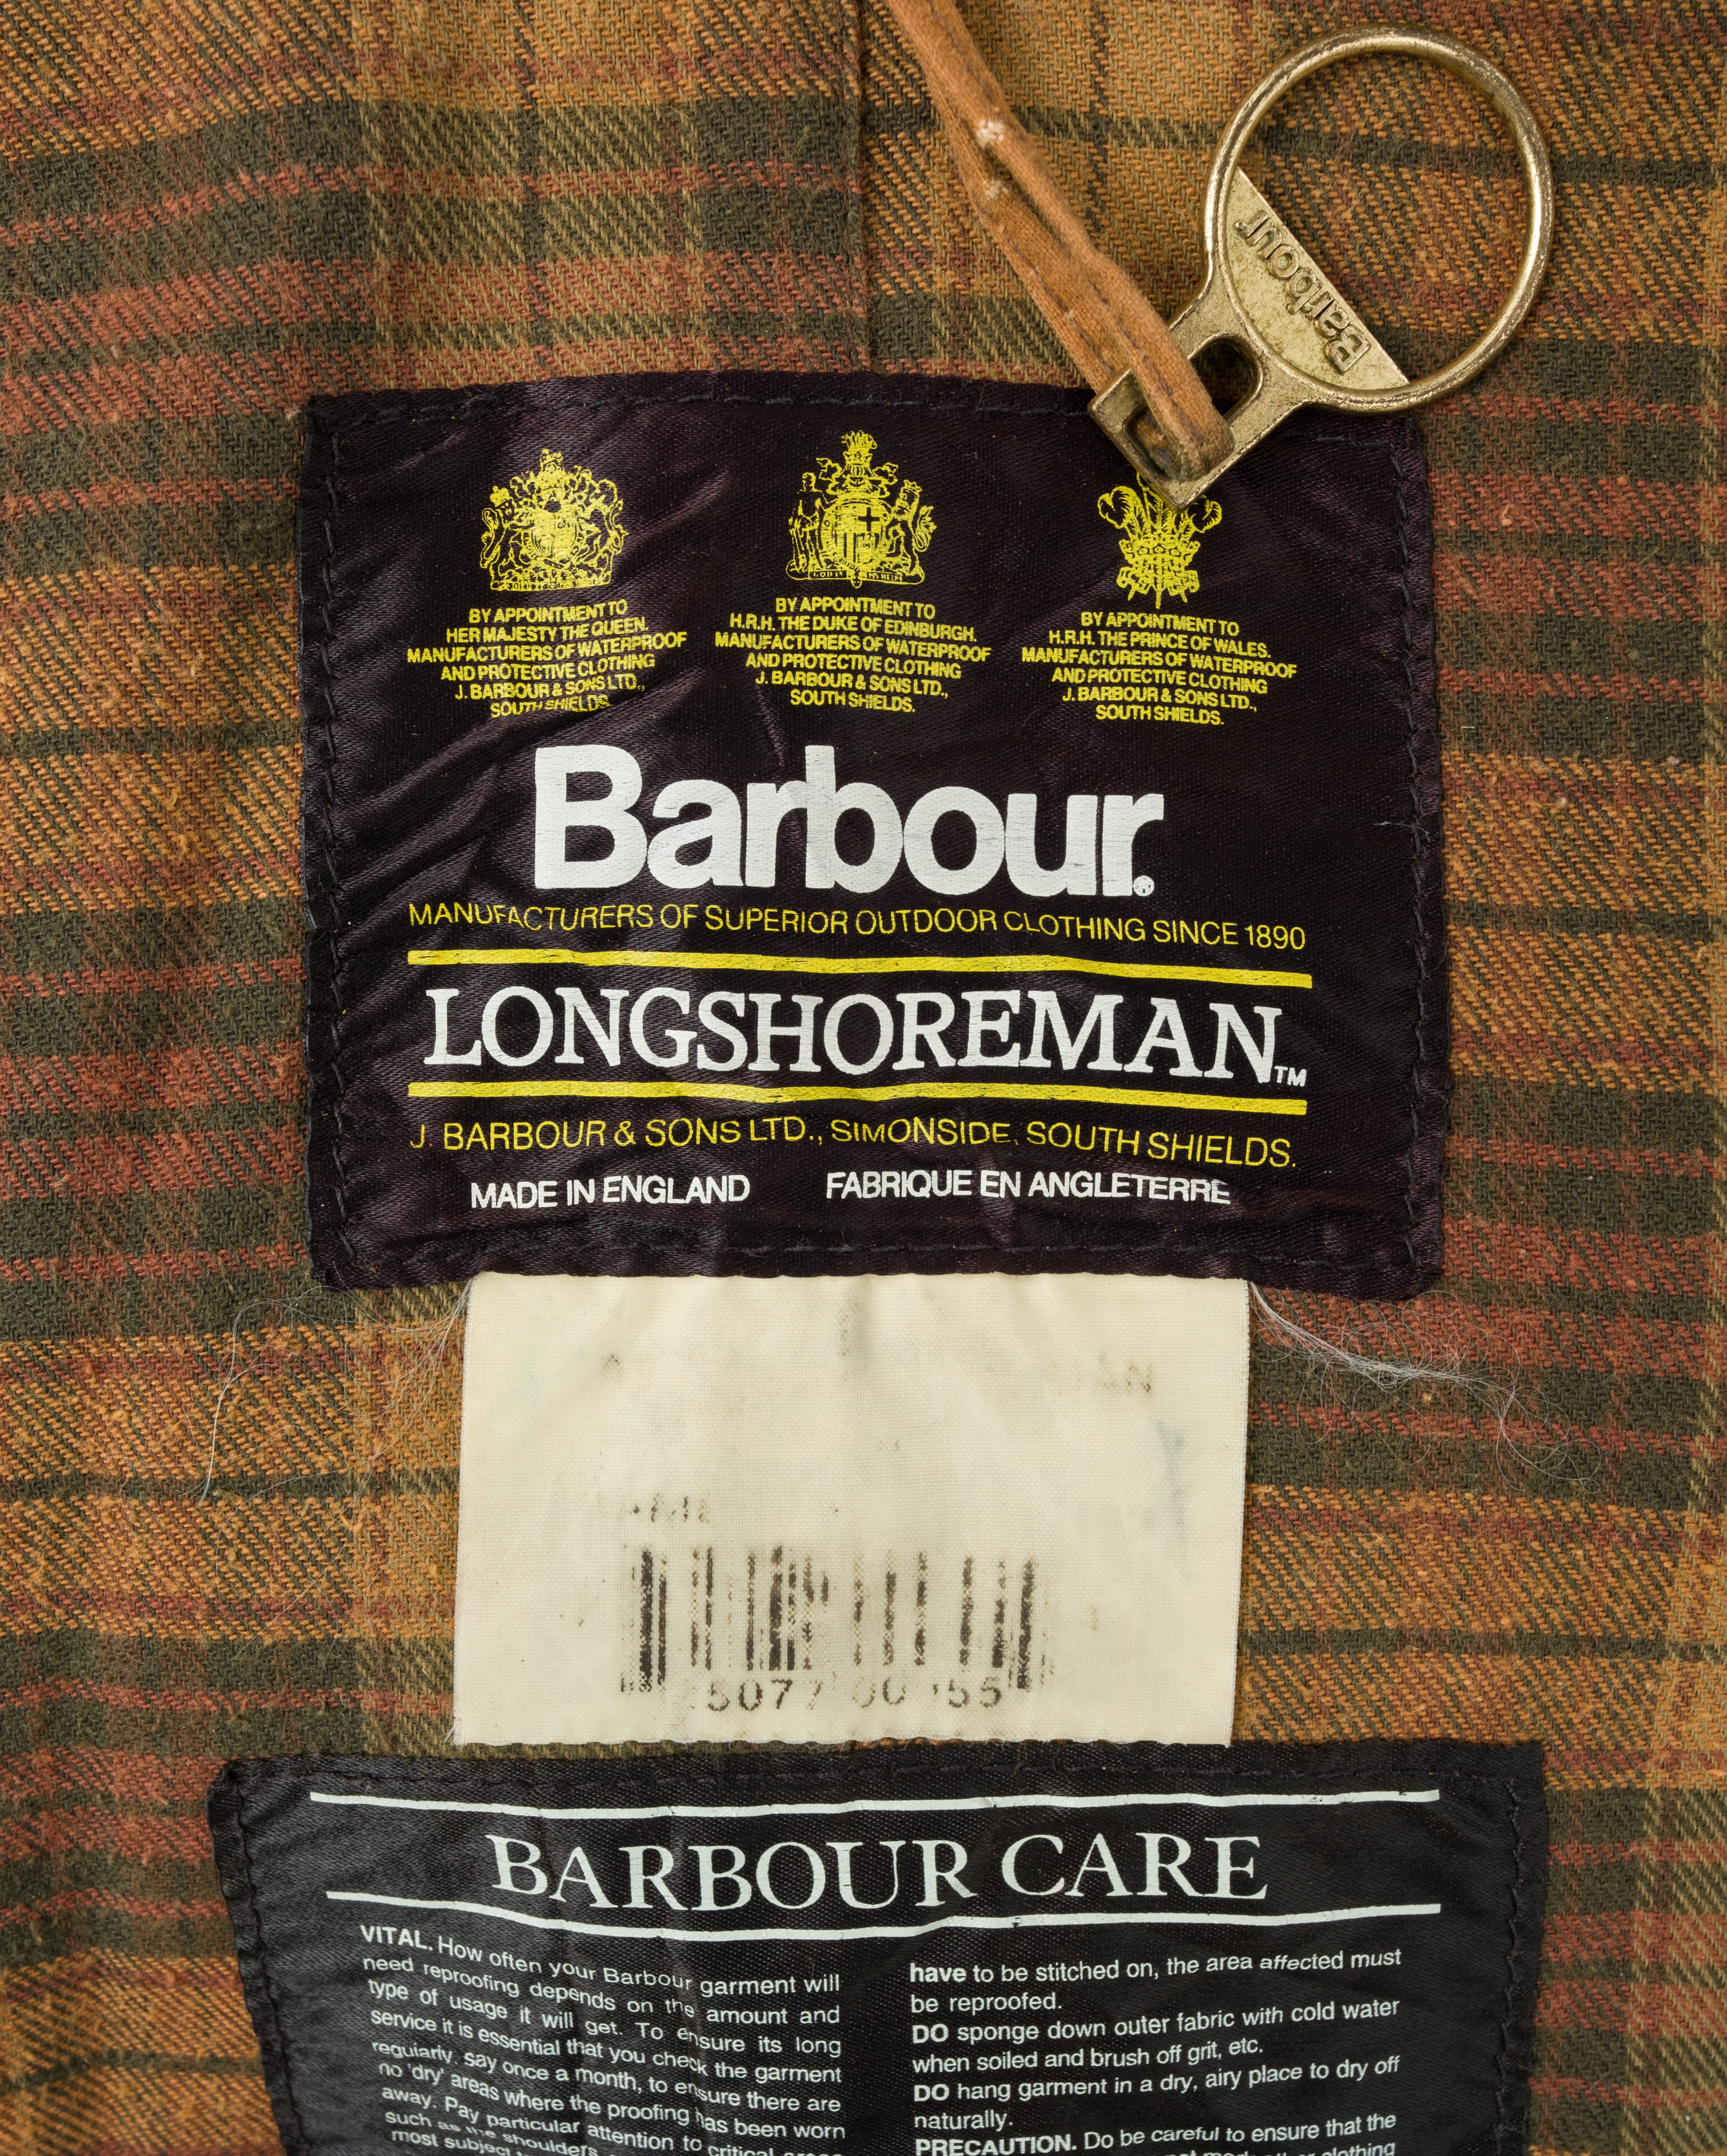 Barbour
BY APPOINTMENT TO
HER MAJESTY THE QUEEN.
MANUFACTURERS OF WATERPROOF
AND PROTECTIVE CLOTHING
J. BARBOUR & SONS LTD.,
SOUTH SHIELDS.
BY APPOINTMENT TO
H.R.H. THE DUKE OF EDINBURGH.
MANUFACTURERS OF WATERPROOF
AND PROTECTIVE CLOTHING
J. BARBOUR & SONS LTD.,
SOUTH SHIELDS.
BY APPOINTMENT TO
H.R.H. THE PRINCE OF WALES.
MANUFACTURERS OF WATERPROOF
AND PROTECTIVE CLOTHING
J. BARBOUR & SONS LTD.,
SOUTH SHIELDS.
Barbour.
MANUFACTURERS OF SUPERIOR OUTDOOR CLOTHING SINCE 1890
LONGSHOREMAN™
J. BARBOUR & SONS LTD., SIMONSIDE, SOUTH SHIELDS.
MADE IN ENGLAND FABRIQUE EN ANGLETERRE
BARBOUR CARE
VITAL. How often your Barbour garment will
need reproofing depends on the amount and
type of usage it will get. To ensure its long
service it is essential that you check the garment
regularly, say once a month, to ensure there are
no 'dry' areas where the proofing has been worn
away. Pay particular attention to critical areas
such as the shoulders
most subject
have to be stitched on, the area affected must
be reproofed.
DO sponge down outer fabric with cold water
when soiled and brush off grit, etc.
DO hang garment in a dry, airy place to dry off
naturally.
PRECAUTION. Do be careful to ensure that the
clothing